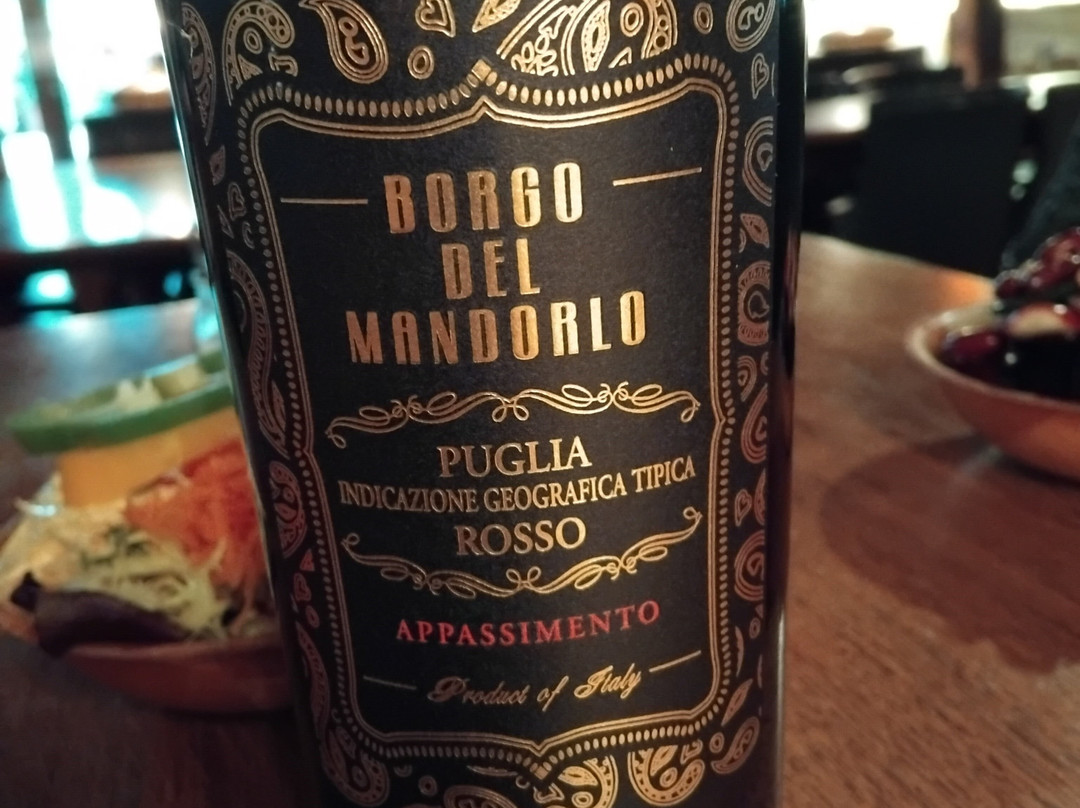 BORGO
DEL
MANDORLO
PUGLIA
INDICAZIONE GEOGRAFICA TIPICA
ROSSO
APPASSIMENTO
Product of Italy